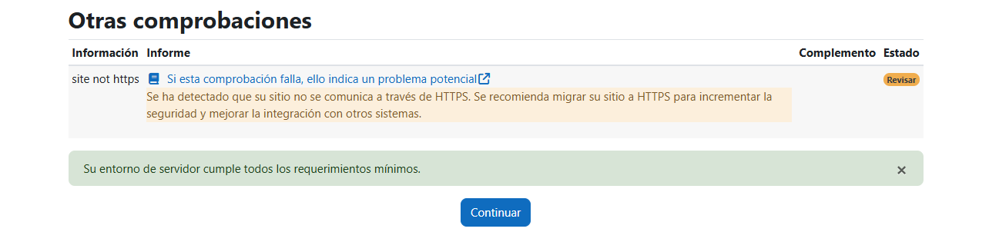 Otras comprobaciones
Información Informe Complemento Estado
site not https Si esta comprobación falla, ello indica un problema potencial Revisar
Se ha detectado que su sitio no se comunica a través de HTTPS. Se recomienda migrar su sitio a HTTPS para incrementar la
seguridad y mejorar la integración con otros sistemas.
Su entorno de servidor cumple todos los requerimientos mínimos. ×
Continuar